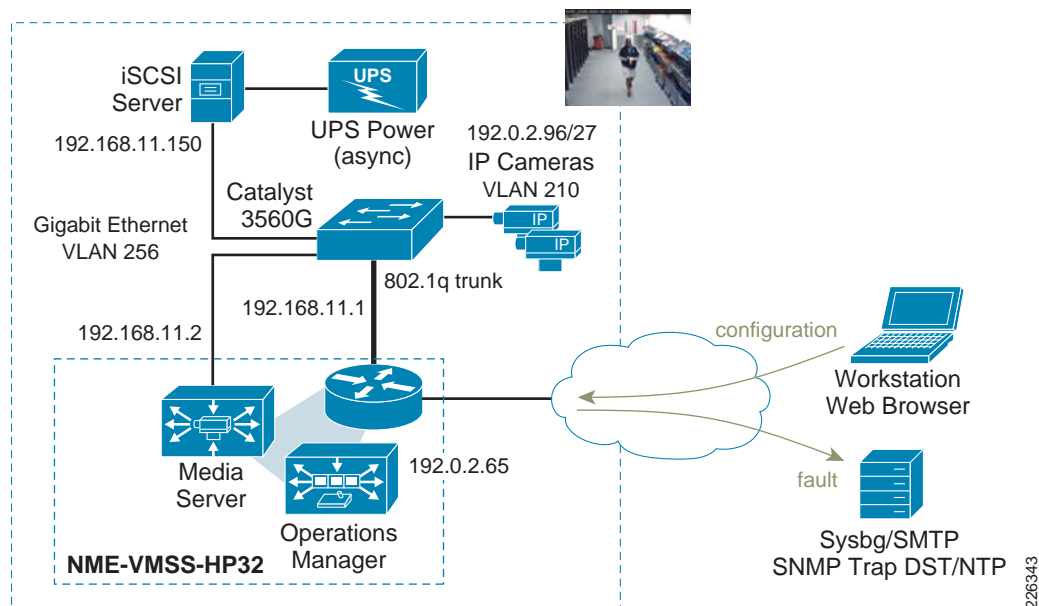 iSCSI
Server
UPS
UPS Power
(async)
192.168.11.150
192.0.2.96/27
IP Cameras
VLAN 210
IP
IP
Catalyst
3560G
Gigabit Ethernet
VLAN 256
802.1q trunk
192.168.11.1
192.168.11.2
configuration
Workstation
Web Browser
Media
Server
192.0.2.65
Operations
Manager
NME-VMSS-HP32
fault
Sysbg/SMTP
SNMP Trap DST/NTP
226343